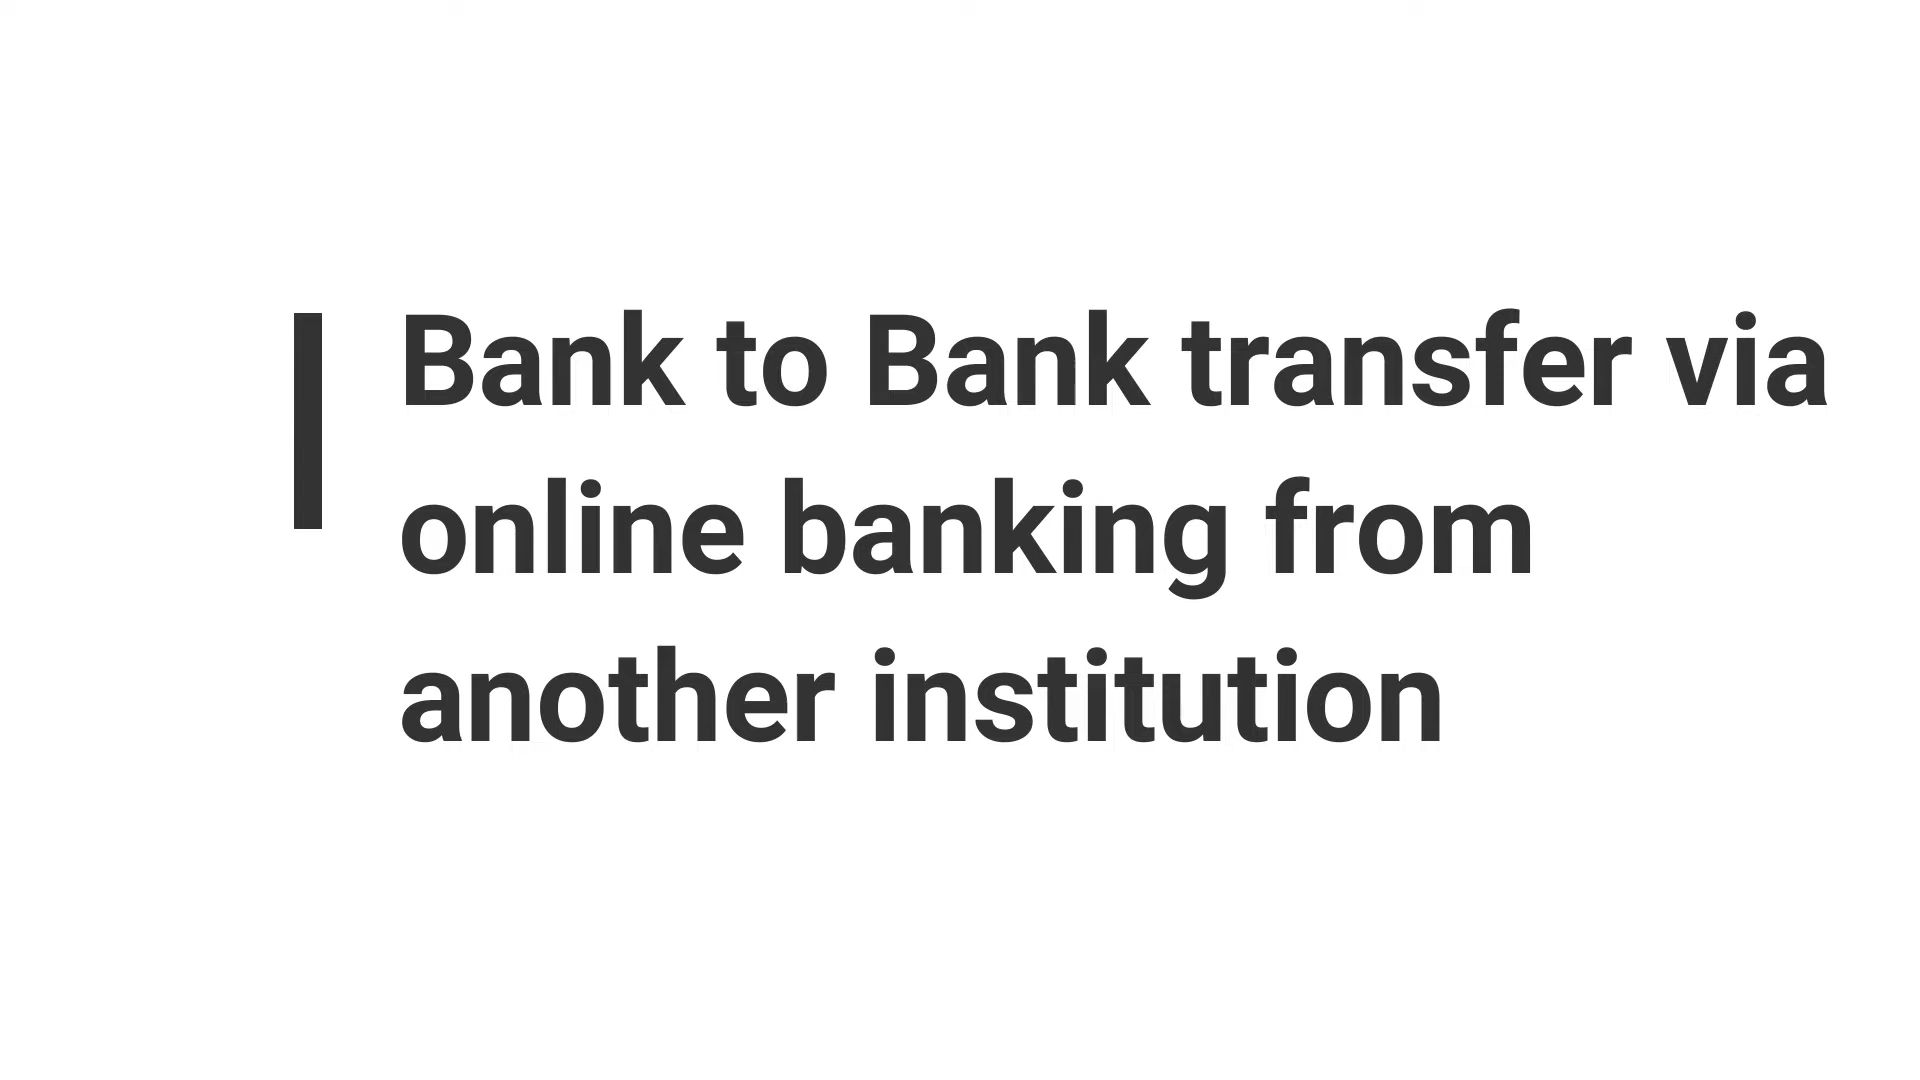 Bank to Bank transfer via
online banking from
another institution